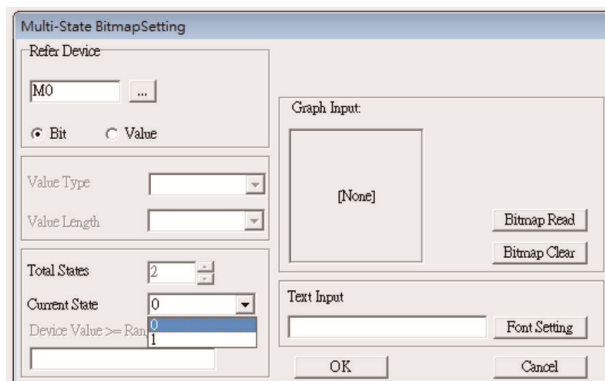 Multi-State BitmapSetting
Refer Device
M0
...
Bit
Value
Value Type
Value Length
Total States
2
Current State
0
Device Value >= Ran
0
1
Graph Input:
[None]
Bitmap Read
Bitmap Clear
Text Input
Font Setting
OK
Cancel